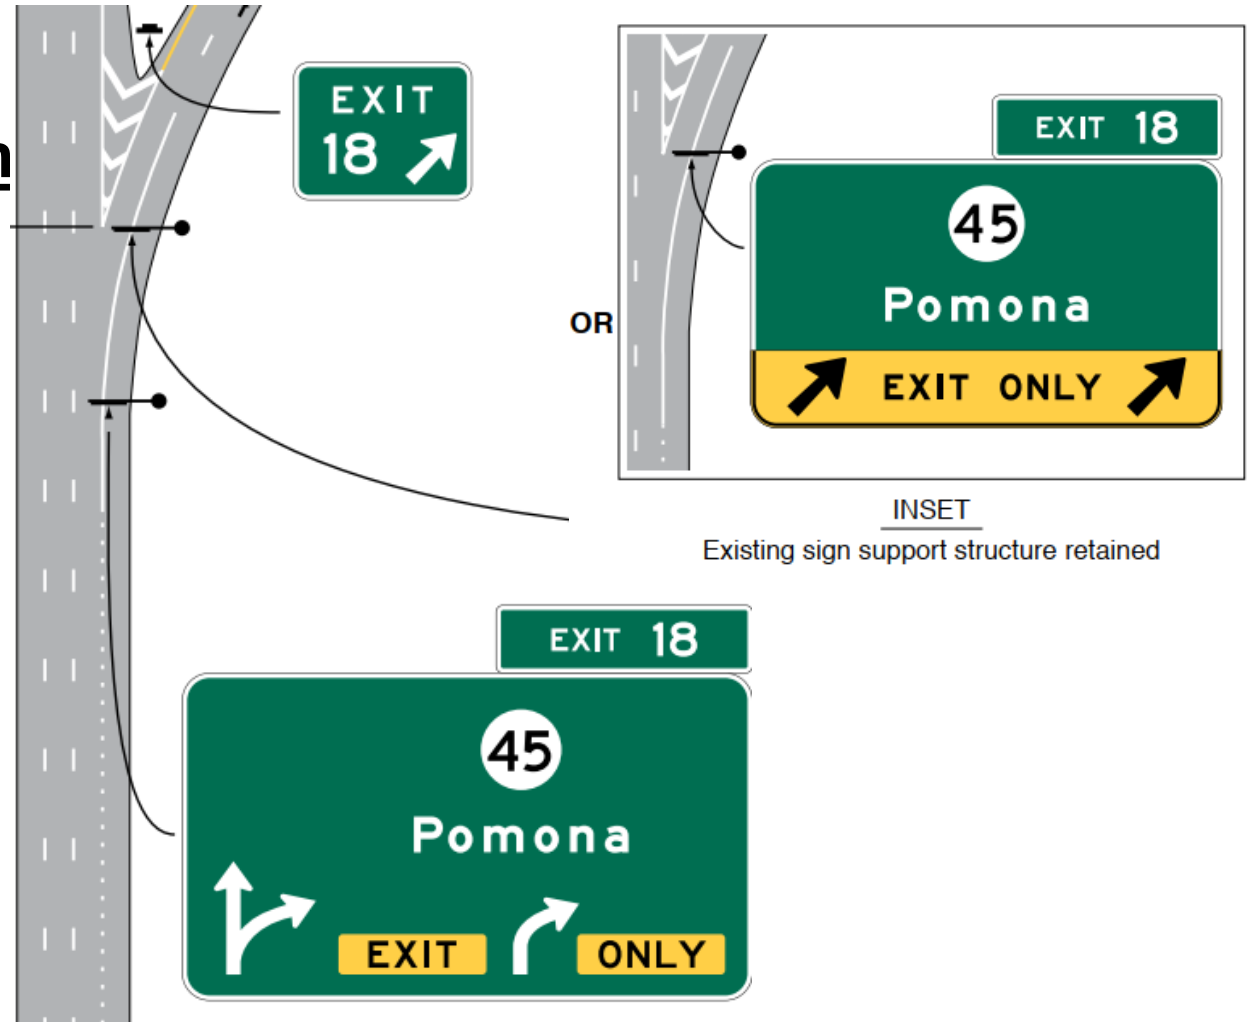 EXIT
18
OR
EXIT 18
45
Pomona
EXIT ONLY
INSET
Existing sign support structure retained
EXIT 18
45
Pomona
EXIT ONLY